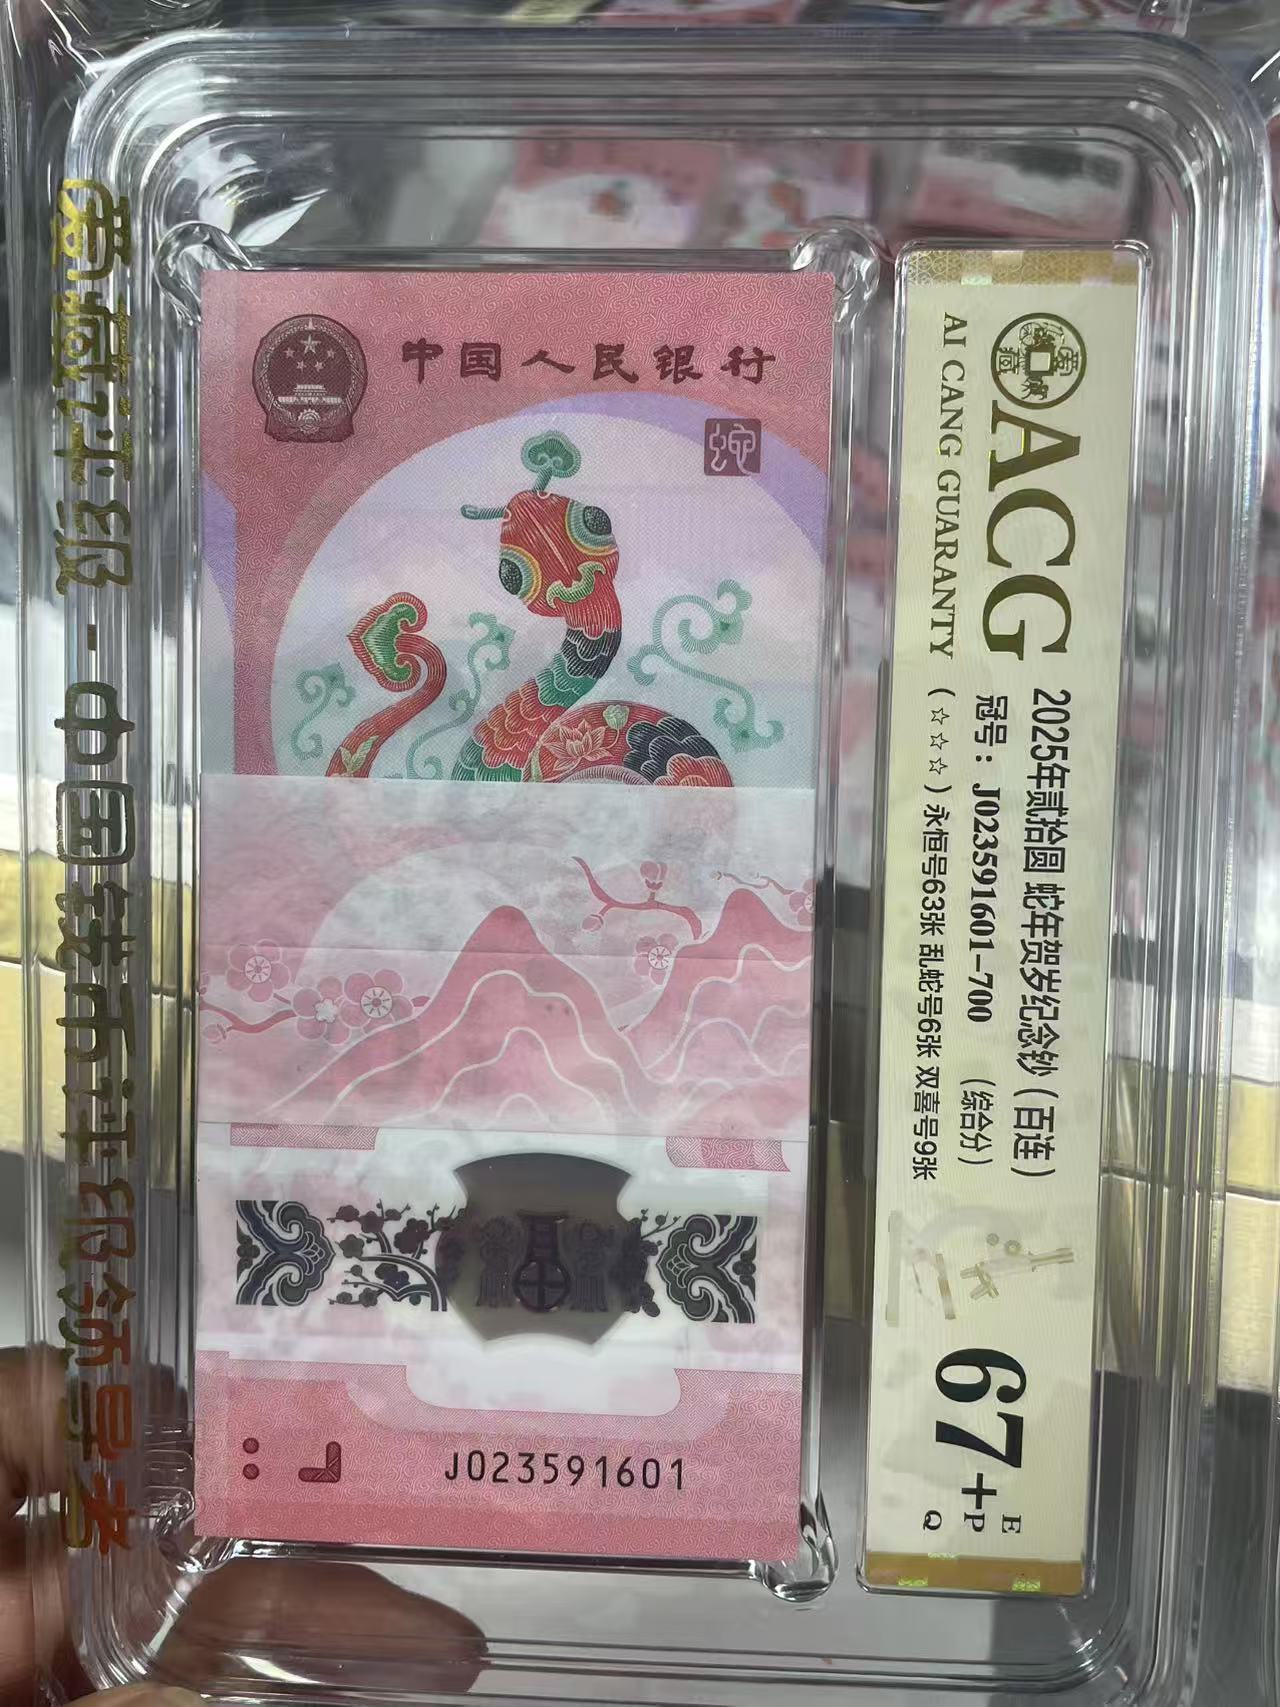 爱藏评级-中国钱币评级领导者
中国人民银行
蛇
J023591601
ACG
AI CANG GUARANTY
2025年贰拾圆 蛇年贺岁纪念钞（百连）
冠号：J023591601-700 （综合分）
（☆☆☆）永恒号63张 乱蛇号6张 双喜号9张
67+
E
P
Q